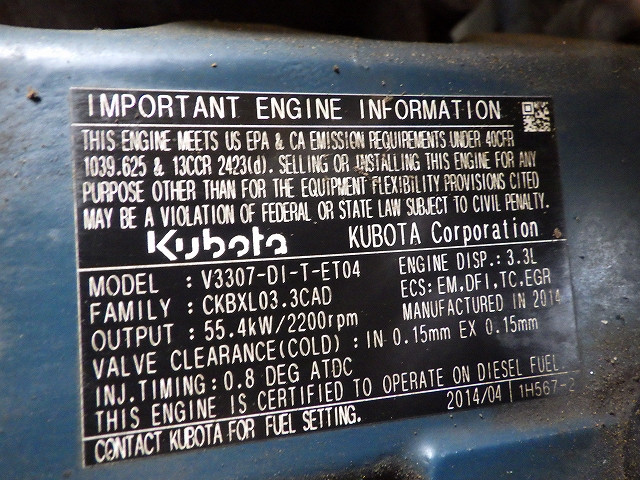 IMPORTANT ENGINE INFORMATION
THIS ENGINE MEETS US EPA & CA EMISSION REQUIREMENTS UNDER 40CFR
1039.625 & 13CCR 2423(d). SELLING OR INSTALLING THIS ENGINE FOR ANY
PURPOSE OTHER THAN FOR THE EQUIPMENT FLEXIBILITY PROVISIONS CITED
MAY BE A VIOLATION OF FEDERAL OR STATE LAW SUBJECT TO CIVIL PENALTY.
Kubota KUBOTA Corporation
MODEL : V3307-DI-T-ET04 ENGINE DISP.: 3.3L
FAMILY : CKBXL03.3CAD ECS: EM,DFI,TC,EGR
OUTPUT : 55.4kW/2200rpm MANUFACTURED IN 2014
VALVE CLEARANCE(COLD) : IN 0.15mm EX 0.15mm
INJ.TIMING: 0.8 DEG ATDC
THIS ENGINE IS CERTIFIED TO OPERATE ON DIESEL FUEL.
CONTACT KUBOTA FOR FUEL SETTING. 2014/04 1H567-2